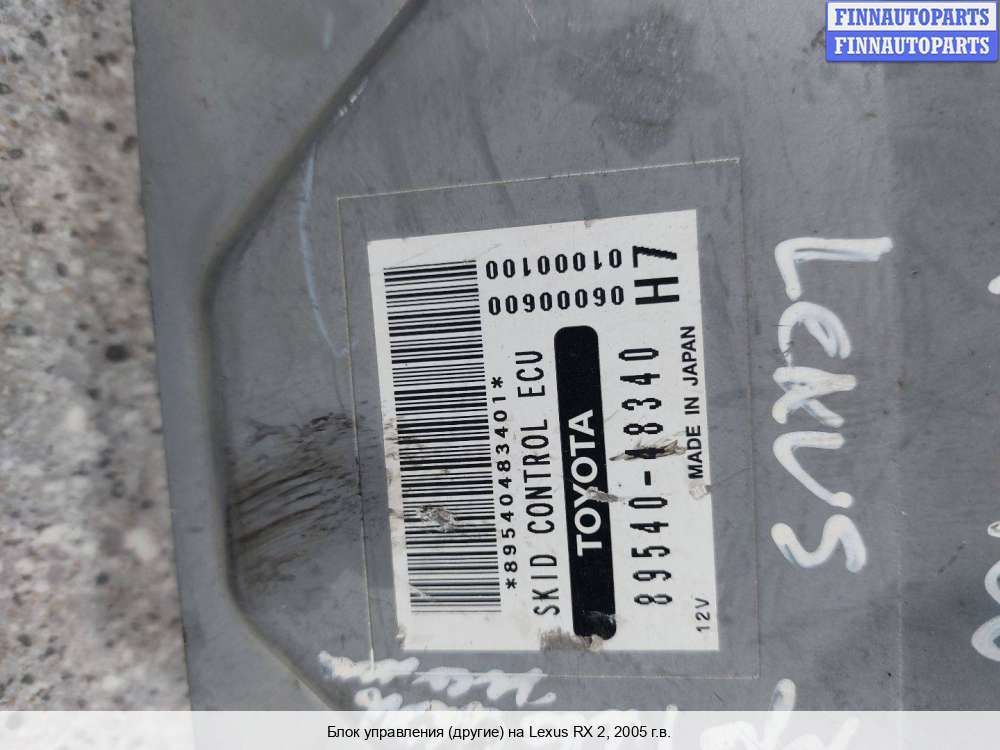 FINNAUTOPARTS
FINNAUTOPARTS
*89540483401*
01000100
06000600
SKID CONTROL ECU
H7
TOYOTA
89540-48340
12V MADE IN JAPAN
LEXUS
Блок управления (другие) на Lexus RX 2, 2005 г.в.